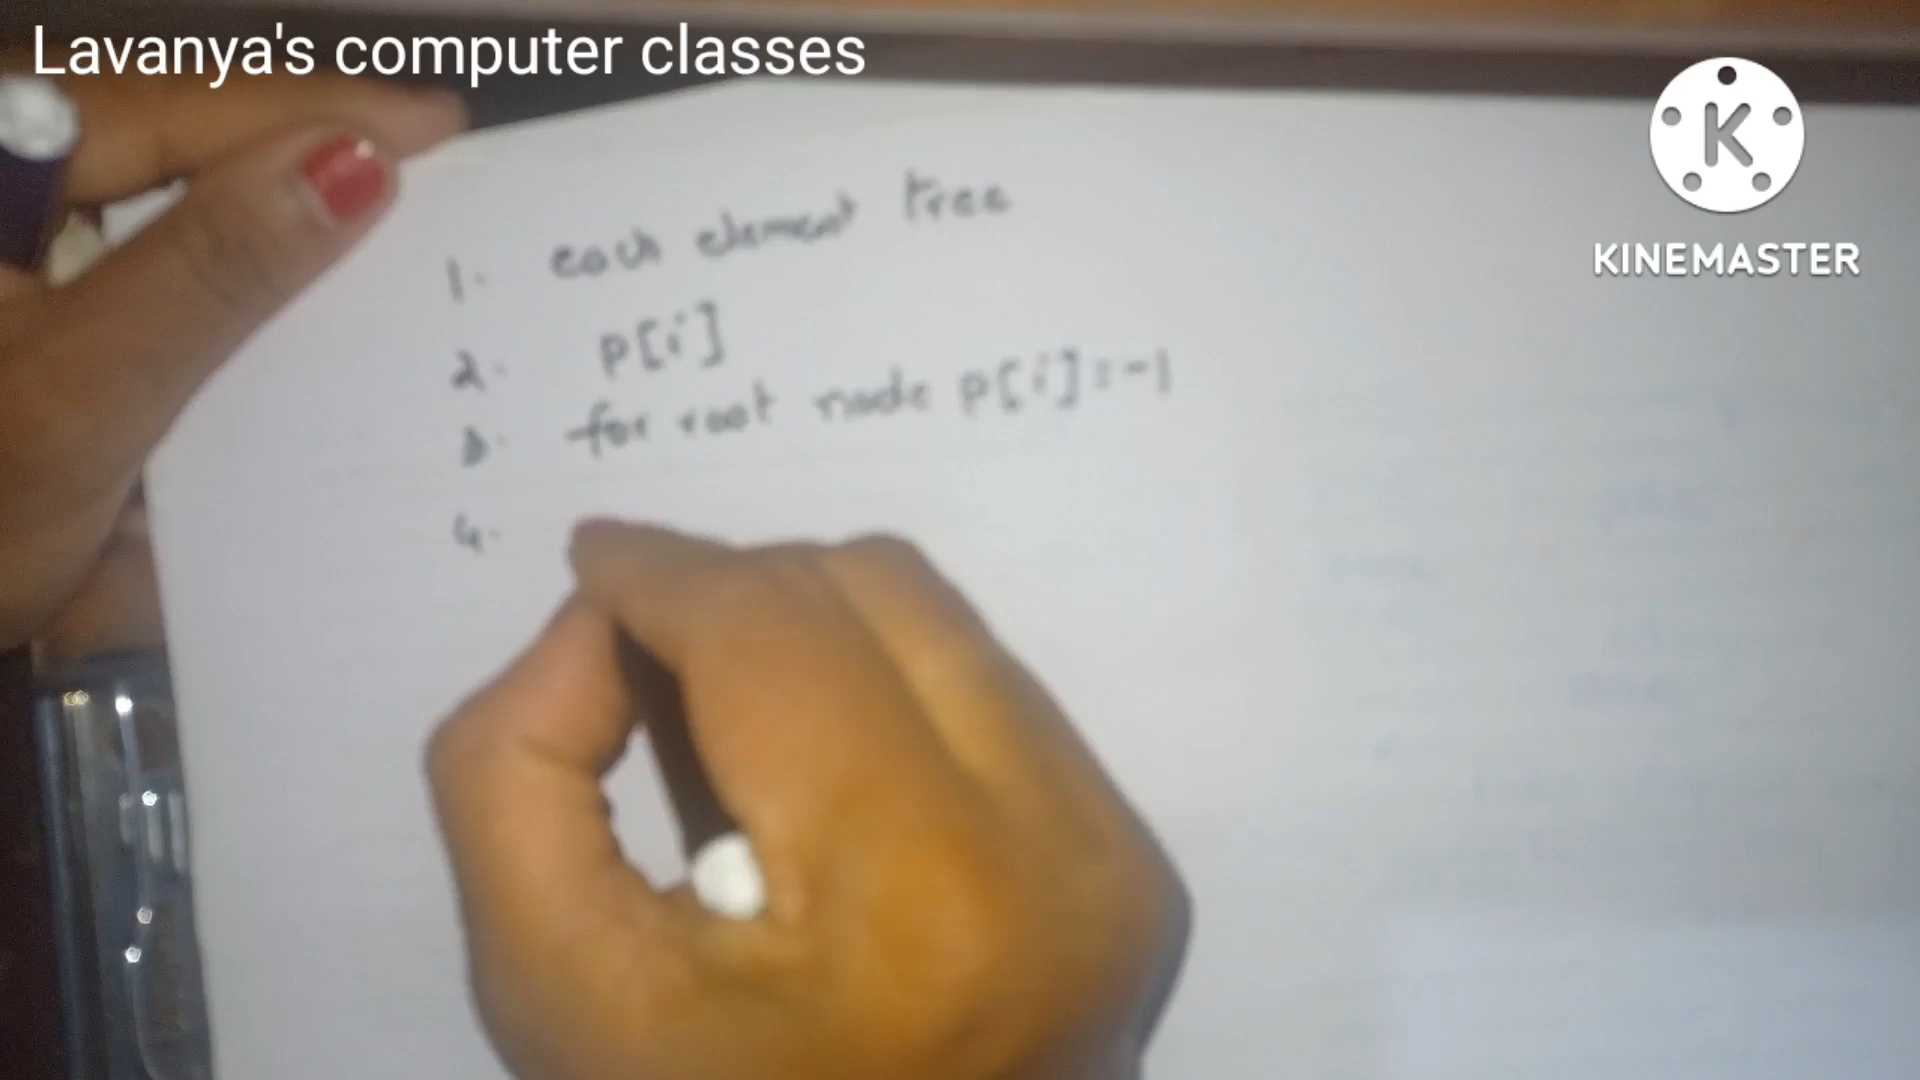 Lavanya's computer classes
KINEMASTER
1. each element tree
2. P[i]
3. for root node P[i]=-1
4.